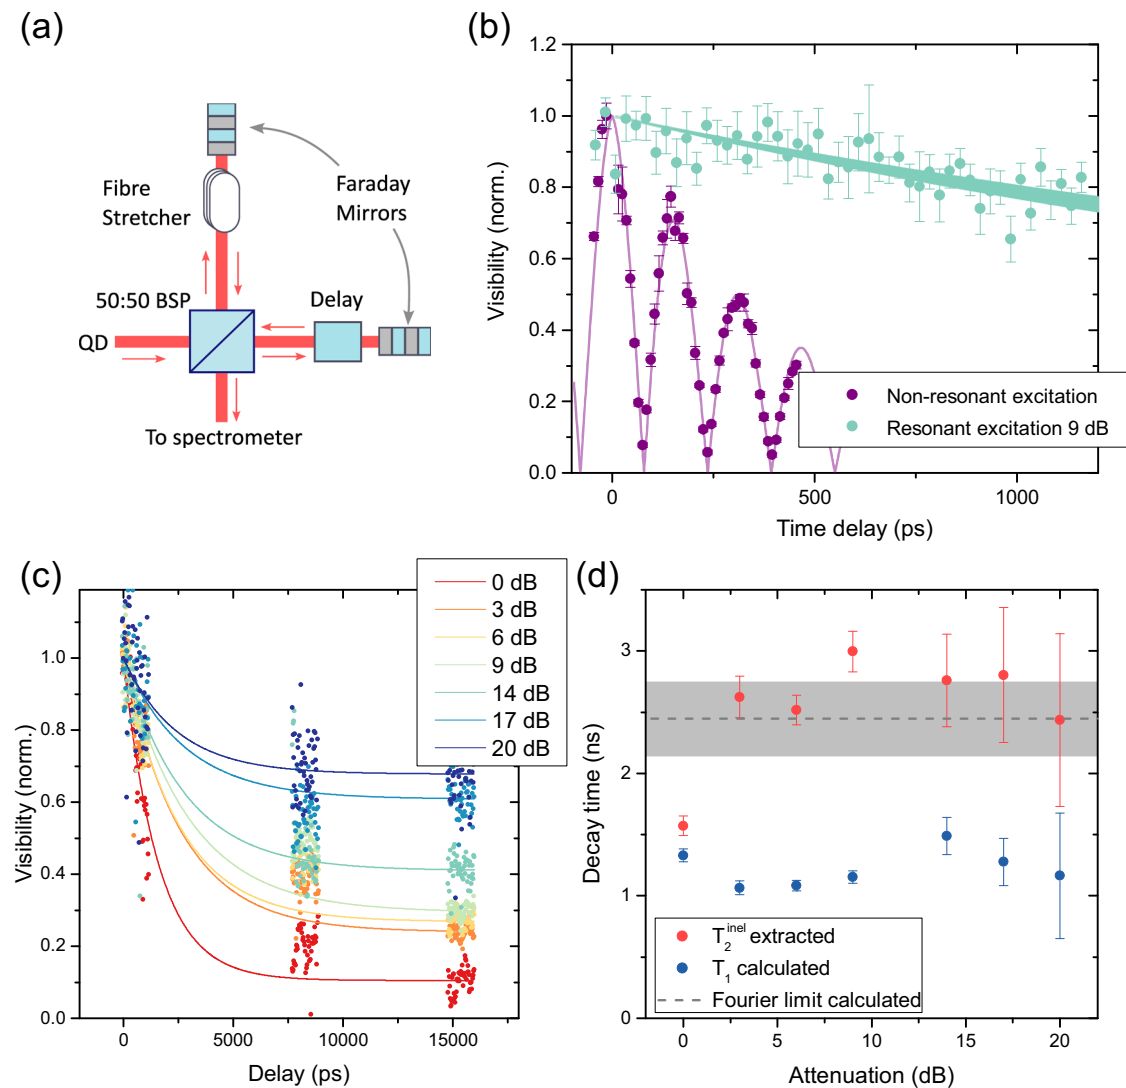 (a)
Fibre
Stretcher
Faraday
Mirrors
50:50 BSP
Delay
QD
To spectrometer
(b)
Visibility (norm.)
1.2
1.0
0.8
0.6
0.4
0.2
0.0
Non-resonant excitation
Resonant excitation 9 dB
0
500
1000
Time delay (ps)
(c)
Visibility (norm.)
1.0
0.8
0.6
0.4
0.2
0.0
0 dB
3 dB
6 dB
9 dB
14 dB
17 dB
20 dB
0
5000
10000
15000
Delay (ps)
(d)
Decay time (ns)
3
2
1
0
T₂^inel extracted
T₁ calculated
Fourier limit calculated
0
5
10
15
20
Attenuation (dB)